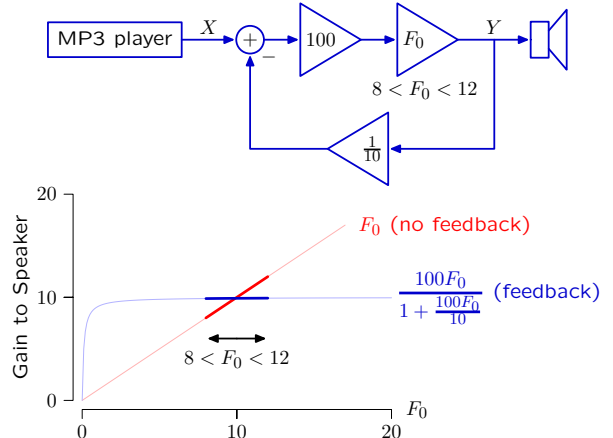 MP3 player X + − 100 F₀ Y
8 < F₀ < 12
1/10
20
F₀ (no feedback)
Gain to Speaker
10
100F₀ / (1 + 100F₀/10) (feedback)
8 < F₀ < 12
0
F₀
0 10 20